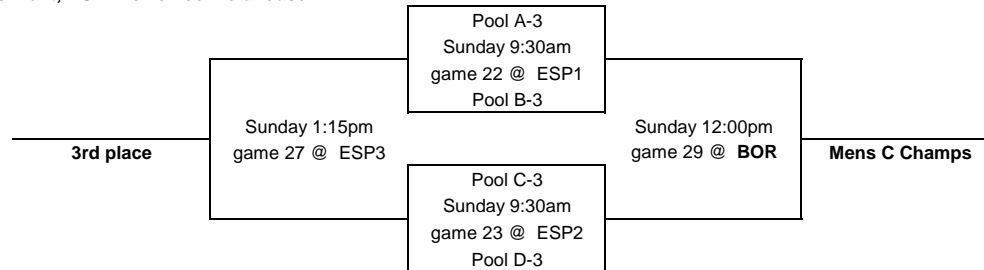 Pool A-3
Sunday 9:30am
game 22 @ ESP1
Pool B-3
Sunday 1:15pm
game 27 @ ESP3
3rd place
Sunday 12:00pm
game 29 @ BOR
Mens C Champs
Pool C-3
Sunday 9:30am
game 23 @ ESP2
Pool D-3